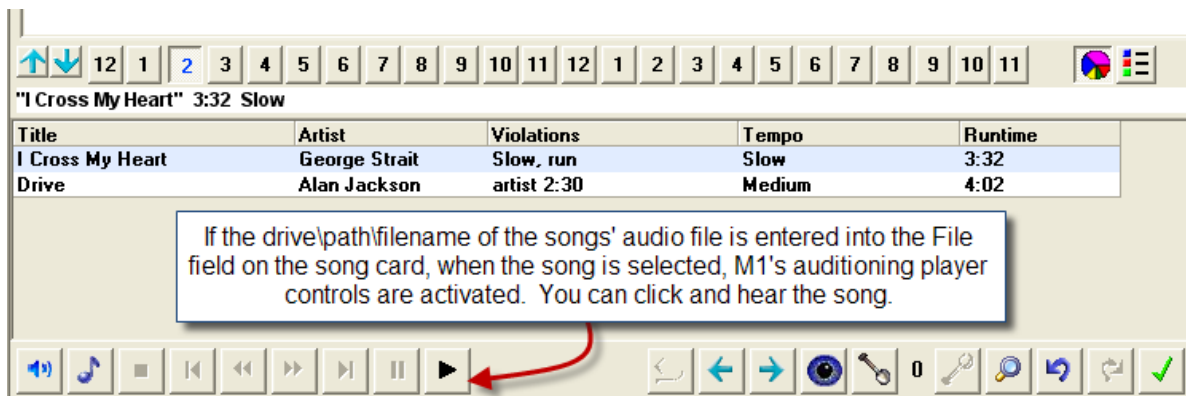 12 1 2 3 4 5 6 7 8 9 10 11 12 1 2 3 4 5 6 7 8 9 10 11
"I Cross My Heart" 3:32 Slow
Title Artist Violations Tempo Runtime
I Cross My Heart George Strait Slow, run Slow 3:32
Drive Alan Jackson artist 2:30 Medium 4:02
If the drive\path\filename of the songs' audio file is entered into the File
field on the song card, when the song is selected, M1's auditioning player
controls are activated. You can click and hear the song.
0